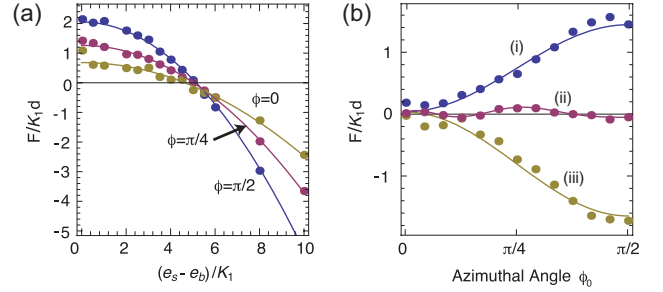 (a)
2
1
0
-1
-2
-3
-4
-5
F/K₁d
0
2
4
6
8
10
(eₛ - e_b)/K₁
ϕ=0
ϕ=π/4
ϕ=π/2
(b)
1
0
-1
F/K₁d
(i)
(ii)
(iii)
0
π/4
π/2
Azimuthal Angle ϕ₀